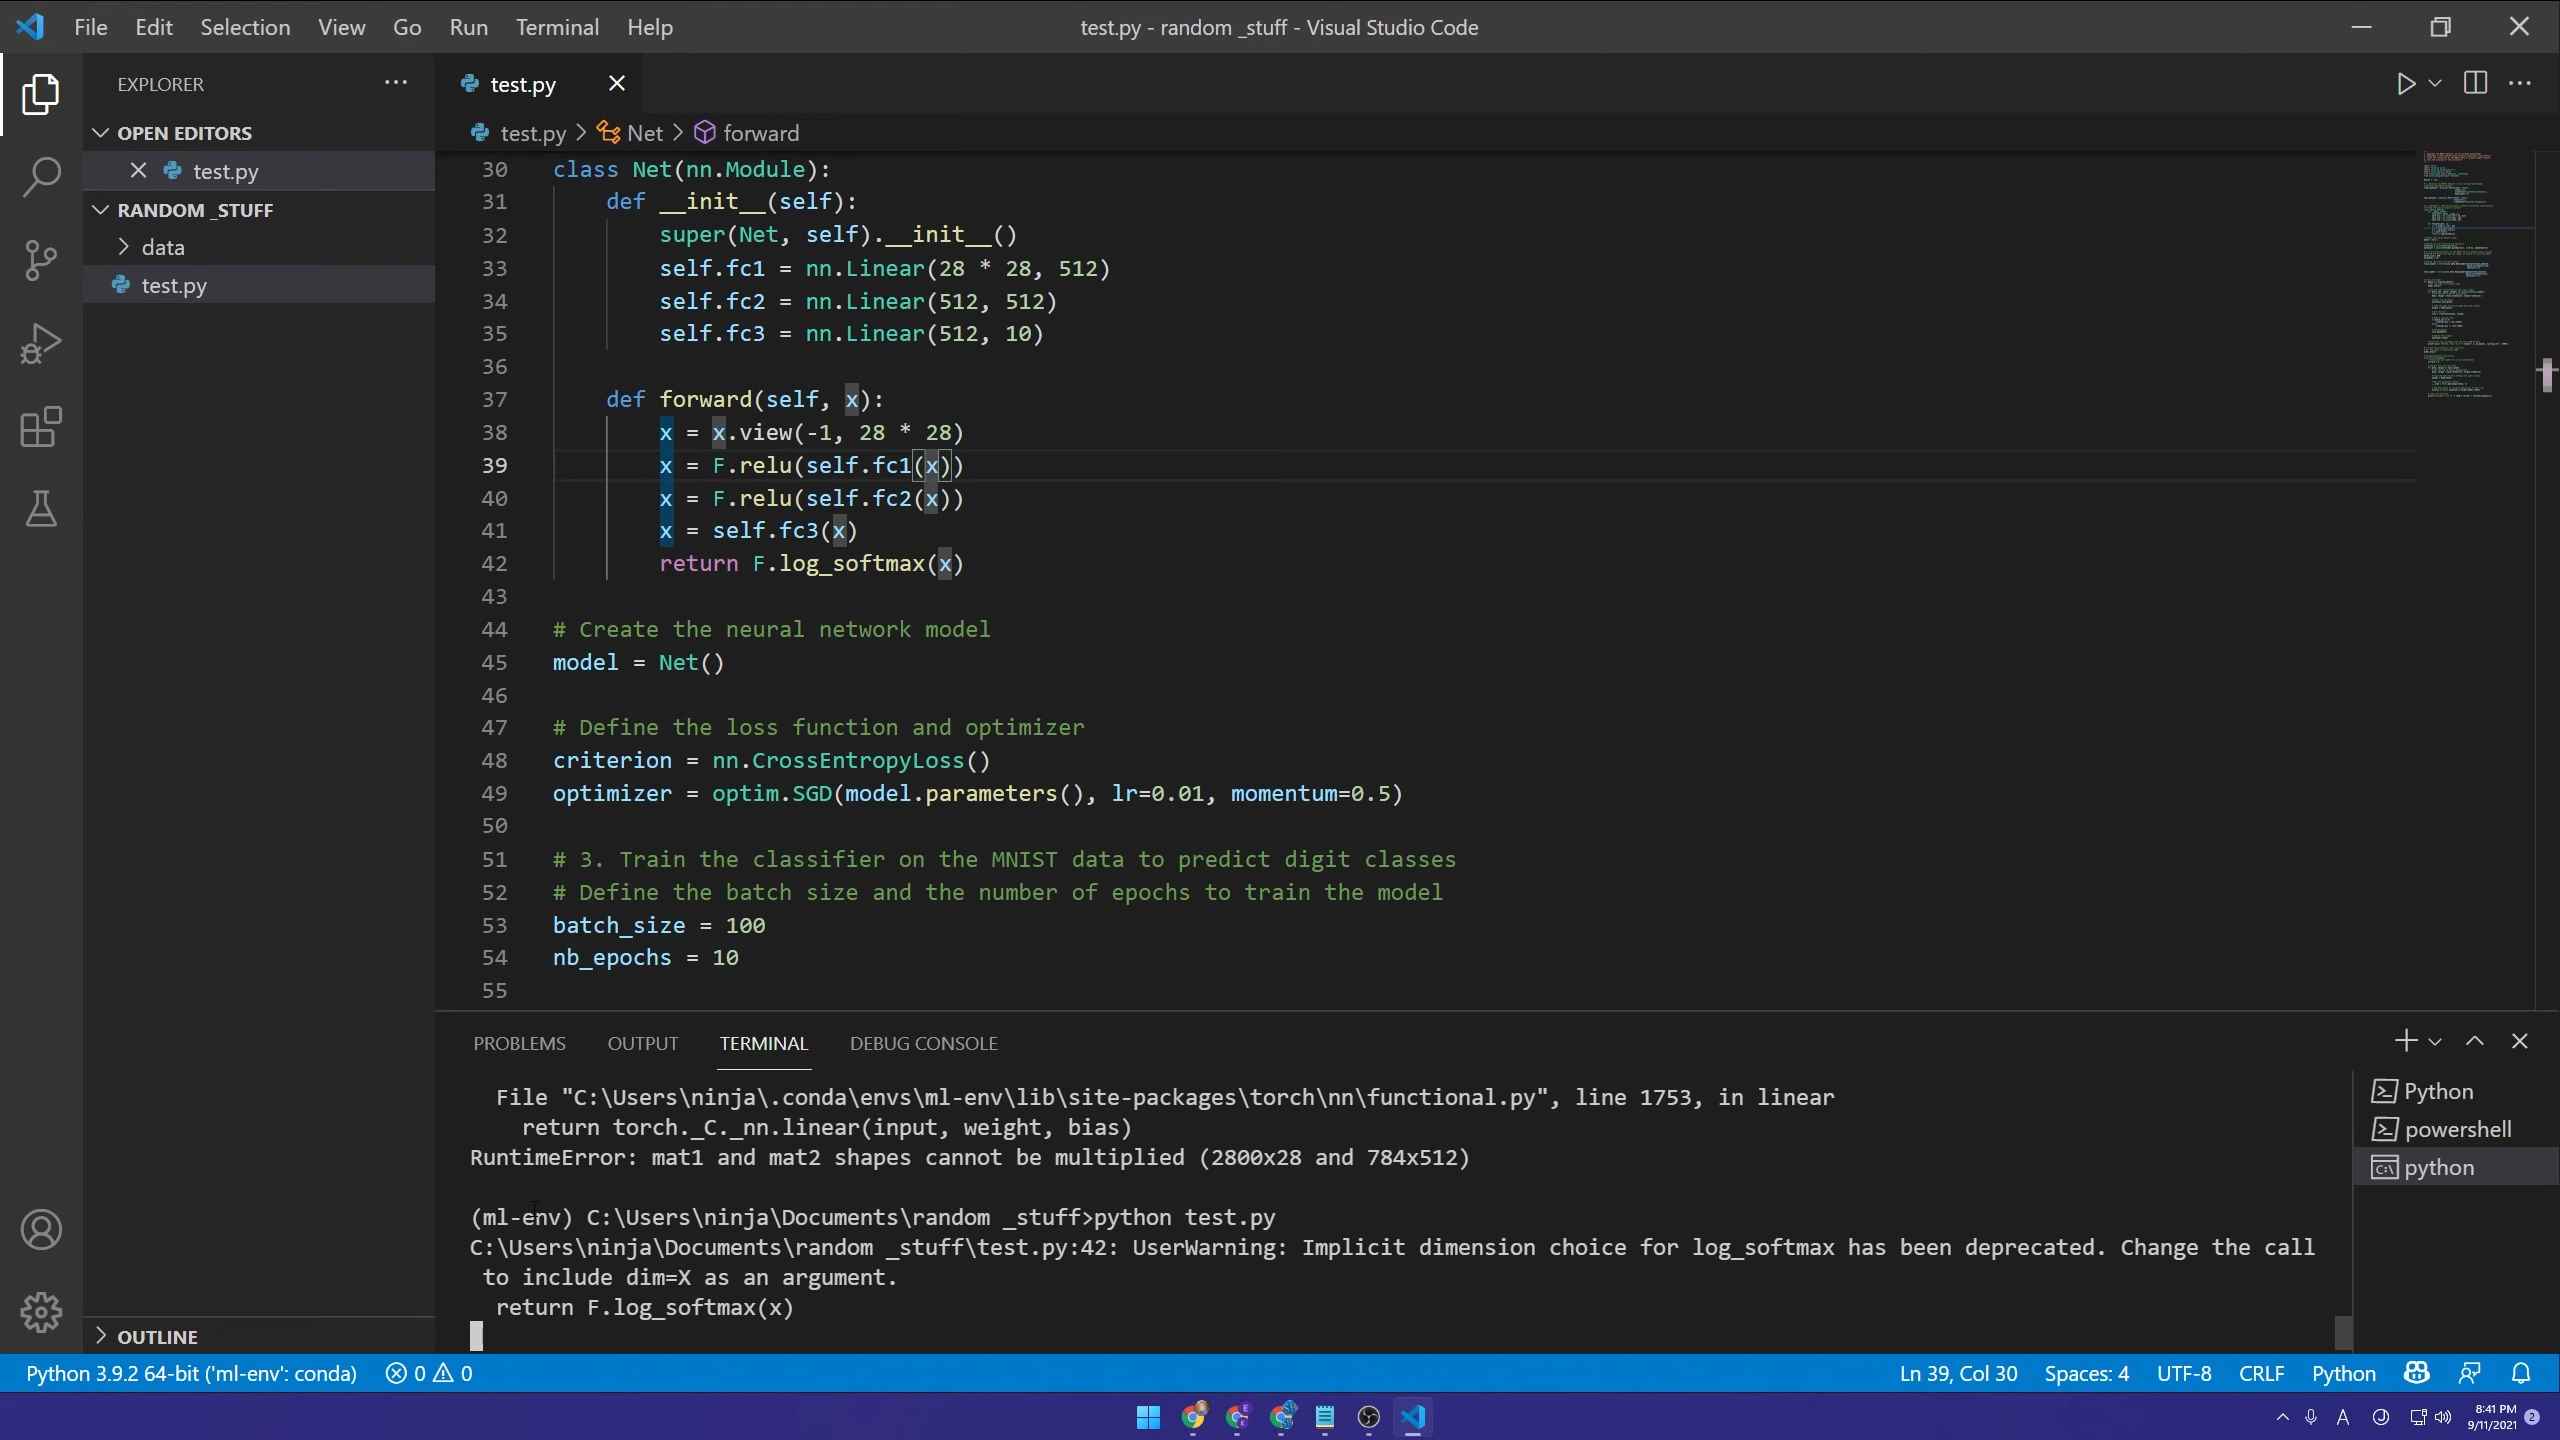 File Edit Selection View Go Run Terminal Help
test.py - random _stuff - Visual Studio Code
EXPLORER
OPEN EDITORS
test.py
RANDOM _STUFF
data
test.py
OUTLINE
test.py
test.py > Net > forward
30 class Net(nn.Module):
31 def __init__(self):
32 super(Net, self).__init__()
33 self.fc1 = nn.Linear(28 * 28, 512)
34 self.fc2 = nn.Linear(512, 512)
35 self.fc3 = nn.Linear(512, 10)
36
37 def forward(self, x):
38 x = x.view(-1, 28 * 28)
39 x = F.relu(self.fc1(x))
40 x = F.relu(self.fc2(x))
41 x = self.fc3(x)
42 return F.log_softmax(x)
43
44 # Create the neural network model
45 model = Net()
46
47 # Define the loss function and optimizer
48 criterion = nn.CrossEntropyLoss()
49 optimizer = optim.SGD(model.parameters(), lr=0.01, momentum=0.5)
50
51 # 3. Train the classifier on the MNIST data to predict digit classes
52 # Define the batch size and the number of epochs to train the model
53 batch_size = 100
54 nb_epochs = 10
55
PROBLEMS OUTPUT TERMINAL DEBUG CONSOLE
File "C:\Users\ninja\.conda\envs\ml-env\lib\site-packages\torch\nn\functional.py", line 1753, in linear
return torch._C._nn.linear(input, weight, bias)
RuntimeError: mat1 and mat2 shapes cannot be multiplied (2800x28 and 784x512)
(ml-env) C:\Users\ninja\Documents\random _stuff>python test.py
C:\Users\ninja\Documents\random _stuff\test.py:42: UserWarning: Implicit dimension choice for log_softmax has been deprecated. Change the call
to include dim=X as an argument.
return F.log_softmax(x)
Python
powershell
python
Python 3.9.2 64-bit ('ml-env': conda) 0 0
Ln 39, Col 30 Spaces: 4 UTF-8 CRLF Python
A 8:41 PM
9/11/2021 2